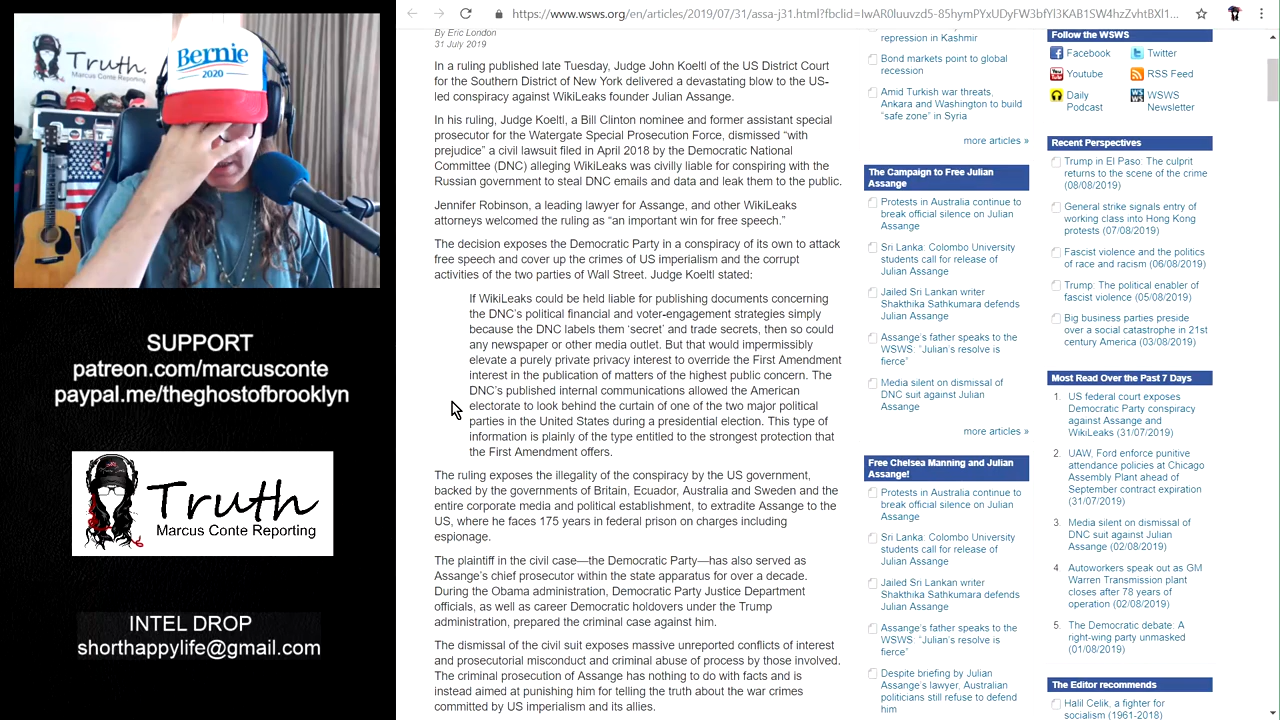 Truth.
Marcus Conte Reporting
Bernie
2020
SUPPORT
patreon.com/marcusconte
paypal.me/theghostofbrooklyn
Truth
Marcus Conte Reporting
INTEL DROP
shorthappylife@gmail.com
https://www.wsws.org/en/articles/2019/07/31/assa-j31.html?fbclid=IwAR0luuvzd5-85hymPYxUDyFW3bfYl3KAB1SW4hzZvhtBXl1...
By Eric London
31 July 2019
In a ruling published late Tuesday, Judge John Koeltl of the US District Court
for the Southern District of New York delivered a devastating blow to the US-
led conspiracy against WikiLeaks founder Julian Assange.
In his ruling, Judge Koeltl, a Bill Clinton nominee and former assistant special
prosecutor for the Watergate Special Prosecution Force, dismissed “with
prejudice” a civil lawsuit filed in April 2018 by the Democratic National
Committee (DNC) alleging WikiLeaks was civilly liable for conspiring with the
Russian government to steal DNC emails and data and leak them to the public.
Jennifer Robinson, a leading lawyer for Assange, and other WikiLeaks
attorneys welcomed the ruling as “an important win for free speech.”
The decision exposes the Democratic Party in a conspiracy of its own to attack
free speech and cover up the crimes of US imperialism and the corrupt
activities of the two parties of Wall Street. Judge Koeltl stated:
If WikiLeaks could be held liable for publishing documents concerning
the DNC’s political financial and voter-engagement strategies simply
because the DNC labels them ‘secret’ and trade secrets, then so could
any newspaper or other media outlet. But that would impermissibly
elevate a purely private privacy interest to override the First Amendment
interest in the publication of matters of the highest public concern. The
DNC’s published internal communications allowed the American
electorate to look behind the curtain of one of the two major political
parties in the United States during a presidential election. This type of
information is plainly of the type entitled to the strongest protection that
the First Amendment offers.
The ruling exposes the illegality of the conspiracy by the US government,
backed by the governments of Britain, Ecuador, Australia and Sweden and the
entire corporate media and political establishment, to extradite Assange to the
US, where he faces 175 years in federal prison on charges including
espionage.
The plaintiff in the civil case—the Democratic Party—has also served as
Assange’s chief prosecutor within the state apparatus for over a decade.
During the Obama administration, Democratic Party Justice Department
officials, as well as career Democratic holdovers under the Trump
administration, prepared the criminal case against him.
The dismissal of the civil suit exposes massive unreported conflicts of interest
and prosecutorial misconduct and criminal abuse of process by those involved.
The criminal prosecution of Assange has nothing to do with facts and is
instead aimed at punishing him for telling the truth about the war crimes
committed by US imperialism and its allies.
repression in Kashmir
Bond markets point to global
recession
Amid Turkish war threats,
Ankara and Washington to build
“safe zone” in Syria
more articles »
The Campaign to Free Julian
Assange
Protests in Australia continue to
break official silence on Julian
Assange
Sri Lanka: Colombo University
students call for release of
Julian Assange
Jailed Sri Lankan writer
Shakthika Sathkumara defends
Julian Assange
Assange’s father speaks to the
WSWS: “Julian’s resolve is
fierce”
Media silent on dismissal of
DNC suit against Julian
Assange
more articles »
Free Chelsea Manning and Julian
Assange!
Protests in Australia continue to
break official silence on Julian
Assange
Sri Lanka: Colombo University
students call for release of
Julian Assange
Jailed Sri Lankan writer
Shakthika Sathkumara defends
Julian Assange
Assange’s father speaks to the
WSWS: “Julian’s resolve is
fierce”
Despite briefing by Julian
Assange’s lawyer, Australian
politicians still refuse to defend
him
Follow the WSWS
Facebook
Twitter
Youtube
RSS Feed
Daily
Podcast
WSWS
Newsletter
Recent Perspectives
Trump in El Paso: The culprit
returns to the scene of the crime
(08/08/2019)
General strike signals entry of
working class into Hong Kong
protests (07/08/2019)
Fascist violence and the politics
of race and racism (06/08/2019)
Trump: The political enabler of
fascist violence (05/08/2019)
Big business parties preside
over a social catastrophe in 21st
century America (03/08/2019)
Most Read Over the Past 7 Days
1. US federal court exposes
Democratic Party conspiracy
against Assange and
WikiLeaks (31/07/2019)
2. UAW, Ford enforce punitive
attendance policies at Chicago
Assembly Plant ahead of
September contract expiration
(31/07/2019)
3. Media silent on dismissal of
DNC suit against Julian
Assange (02/08/2019)
4 Autoworkers speak out as GM
Warren Transmission plant
closes after 78 years of
operation (02/08/2019)
5. The Democratic debate: A
right-wing party unmasked
(01/08/2019)
The Editor recommends
Halil Celik, a fighter for
socialism (1961-2018)